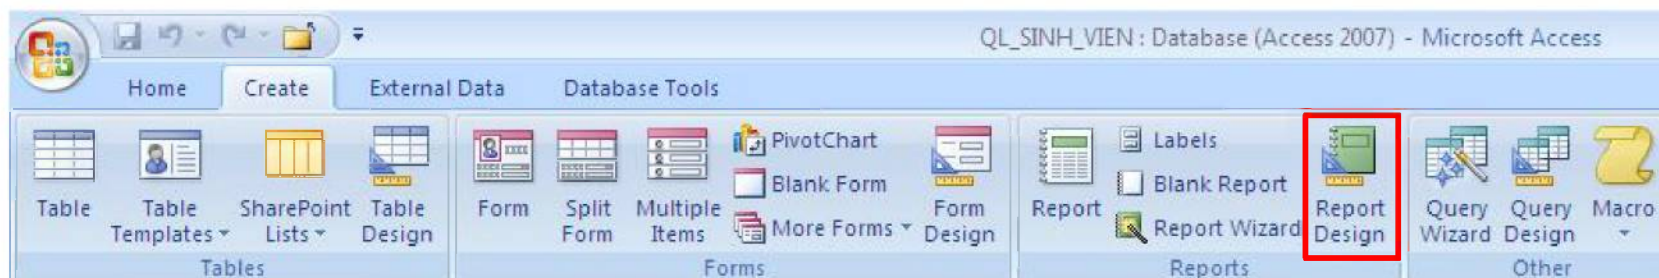 QL_SINH_VIEN : Database (Access 2007) - Microsoft Access
Home Create External Data Database Tools
Table
Table Templates
SharePoint Lists
Table Design
Tables
Form
Split Form
Multiple Items
PivotChart
Blank Form
More Forms
Form Design
Forms
Report
Labels
Blank Report
Report Wizard
Report Design
Reports
Query Wizard
Query Design
Macro
Other